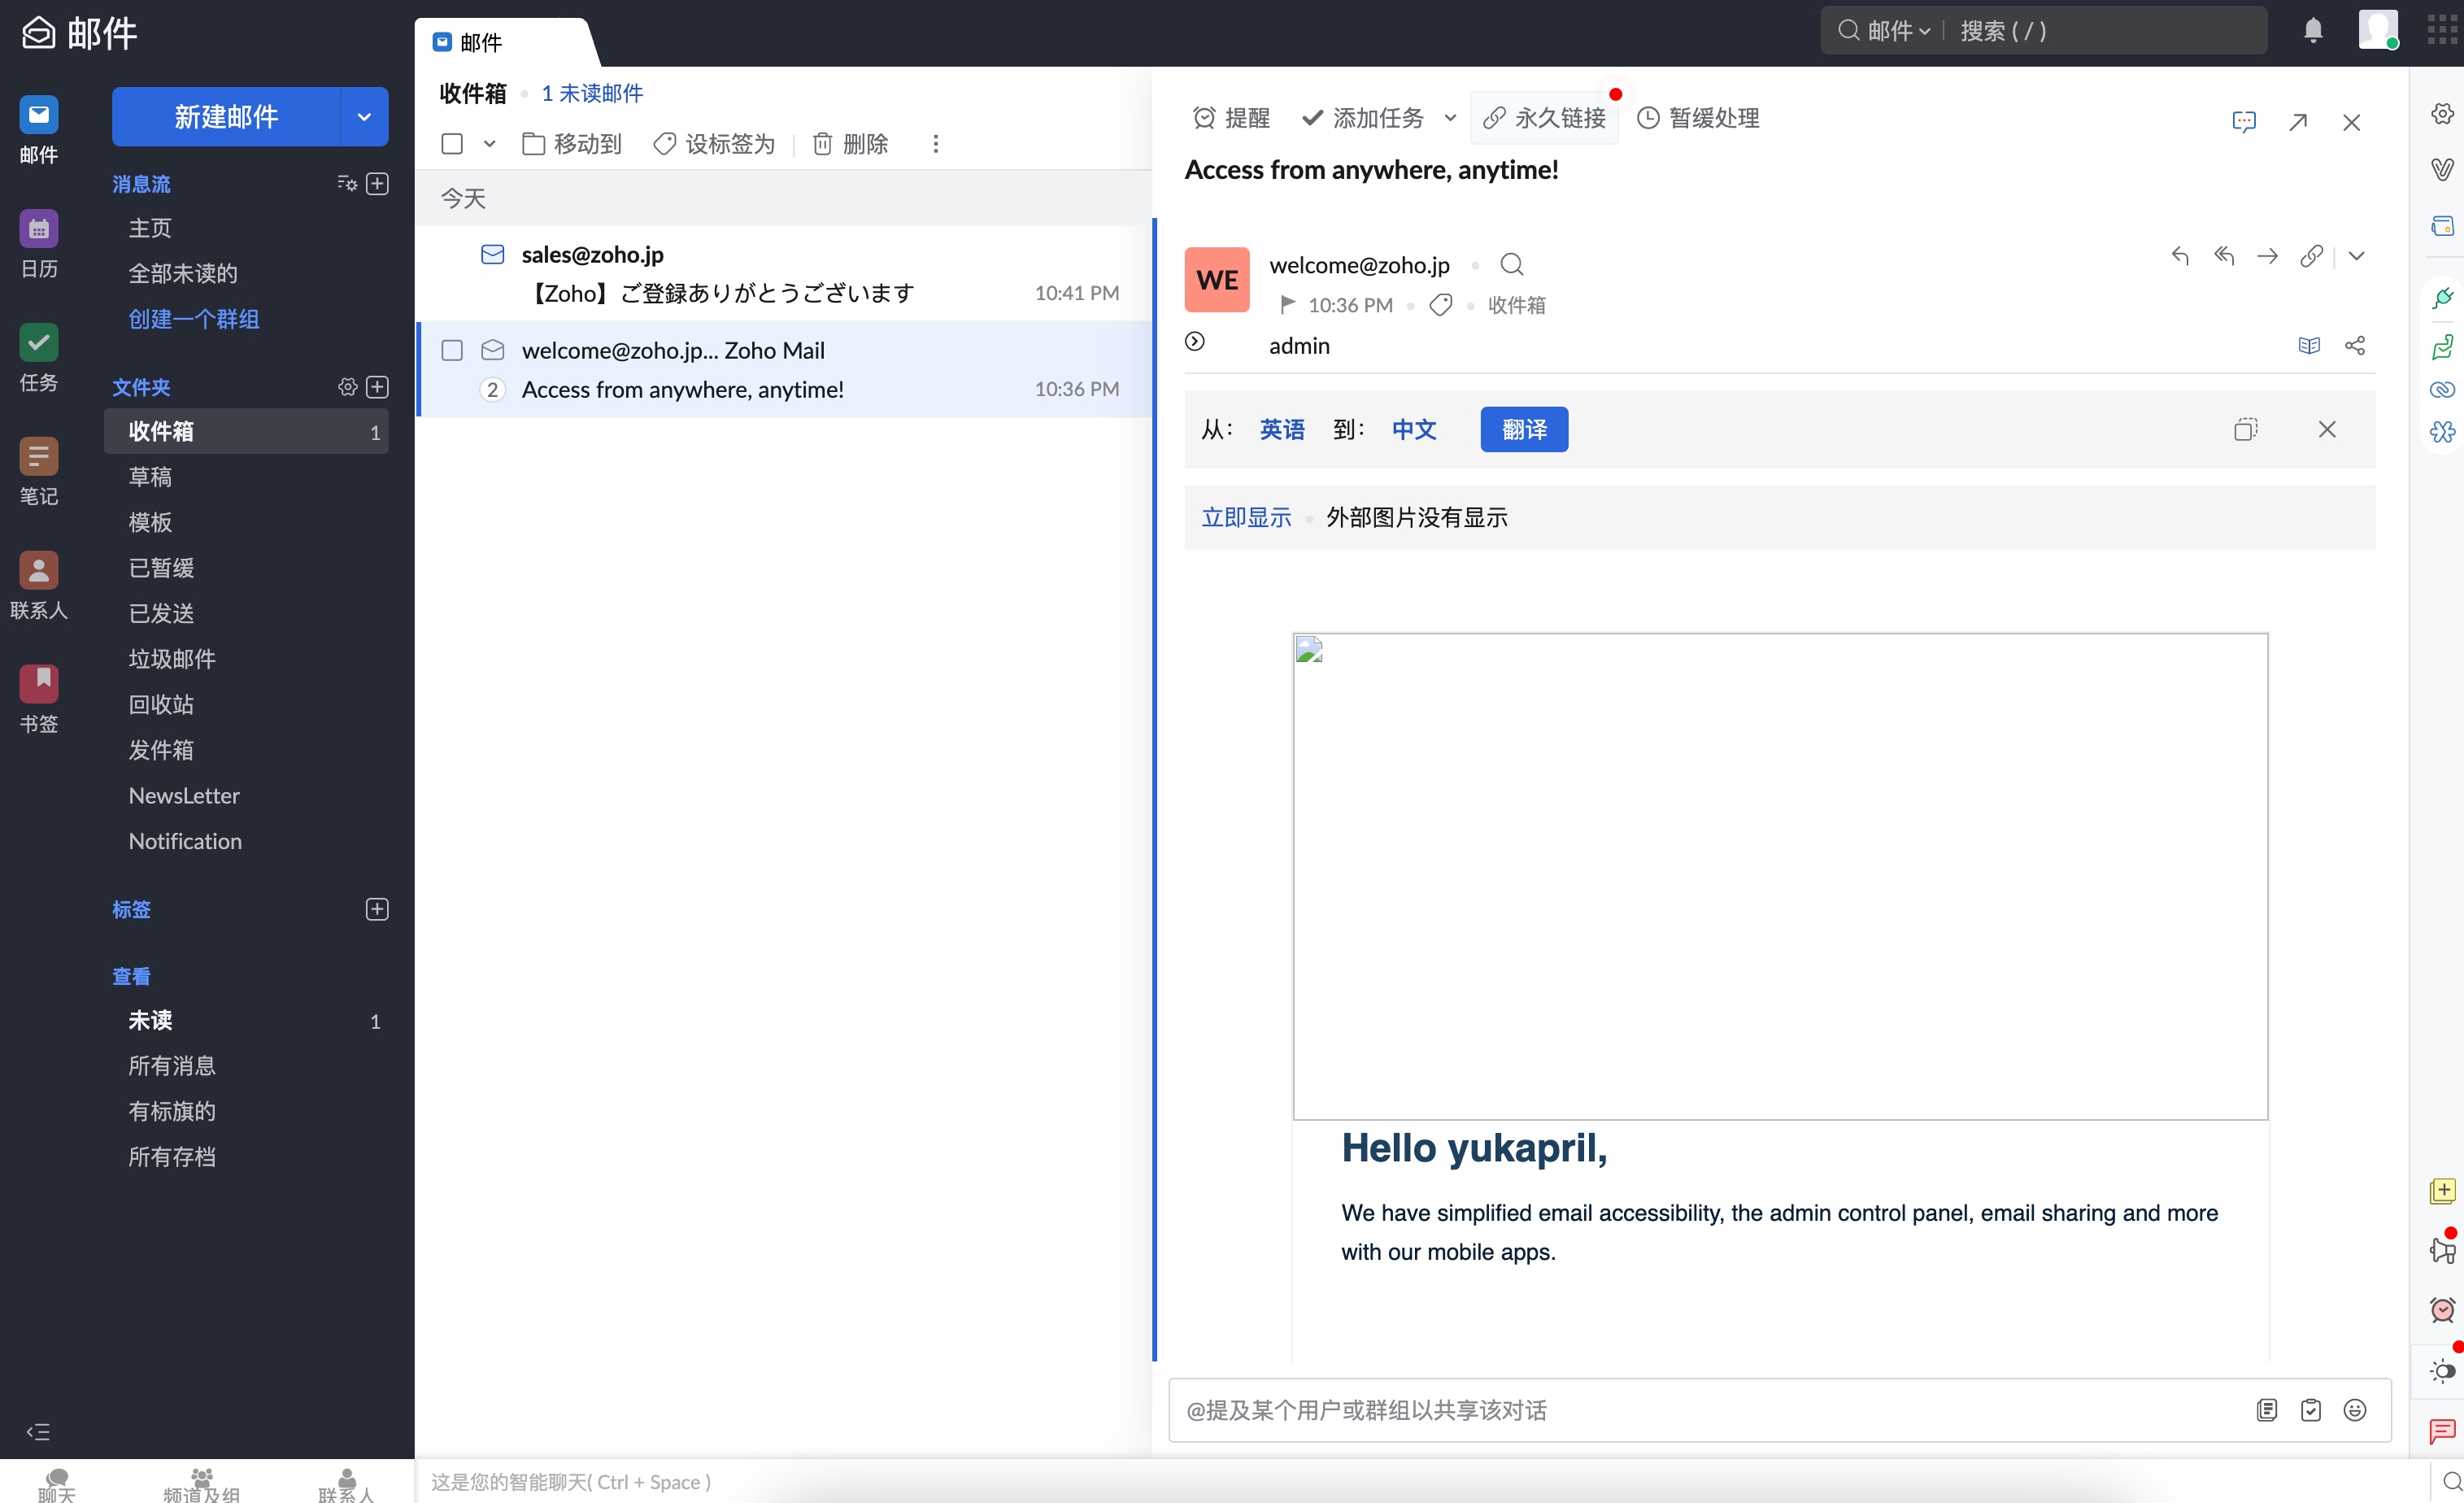 邮件
邮件
邮件
搜索 ( / )
邮件
日历
任务
笔记
联系人
书签
新建邮件
消息流
主页
全部未读的
创建一个群组
文件夹
收件箱 1
草稿
模板
已暂缓
已发送
垃圾邮件
回收站
发件箱
NewsLetter
Notification
标签
查看
未读 1
所有消息
有标旗的
所有存档
收件箱 1 未读邮件
移动到 设标签为 删除
今天
sales@zoho.jp
【Zoho】ご登録ありがとうございます 10:41 PM
welcome@zoho.jp... Zoho Mail
2 Access from anywhere, anytime! 10:36 PM
提醒 添加任务 永久链接 暂缓处理
Access from anywhere, anytime!
WE
welcome@zoho.jp
10:36 PM 收件箱
admin
从： 英语 到： 中文 翻译
立即显示 外部图片没有显示
Hello yukapril,
We have simplified email accessibility, the admin control panel, email sharing and more
with our mobile apps.
@提及某个用户或群组以共享该对话
聊天 频道及组 联系人
这是您的智能聊天( Ctrl + Space )